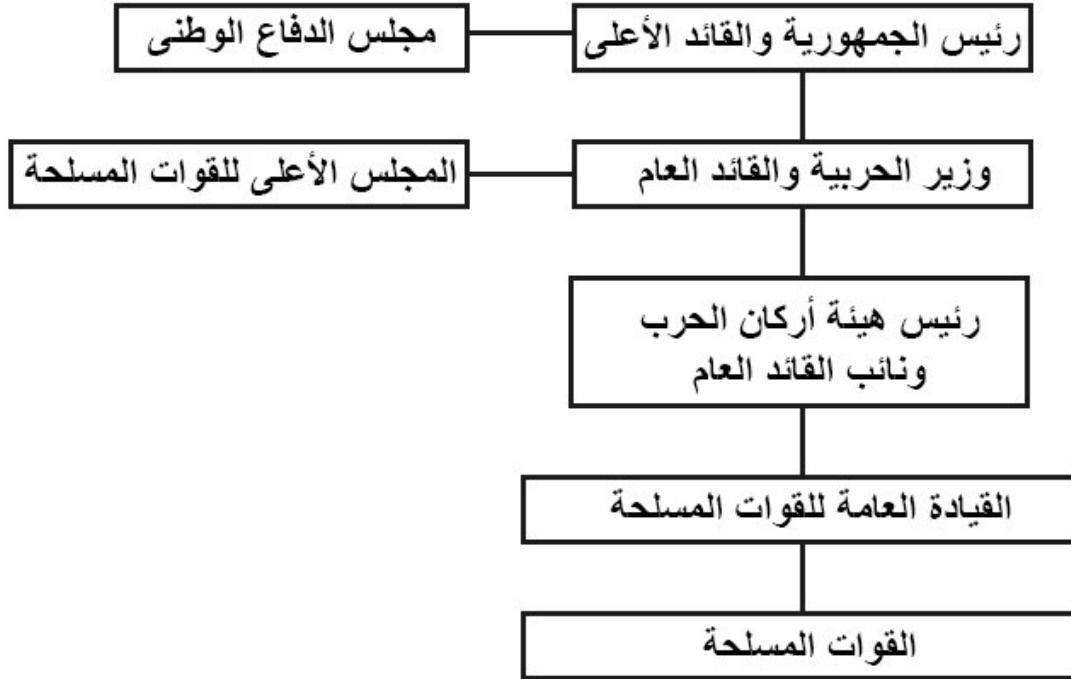 رئيس الجمهورية والقائد الأعلى
مجلس الدفاع الوطنى
وزير الحربية والقائد العام
المجلس الأعلى للقوات المسلحة
رئيس هيئة أركان الحرب
ونائب القائد العام
القيادة العامة للقوات المسلحة
القوات المسلحة